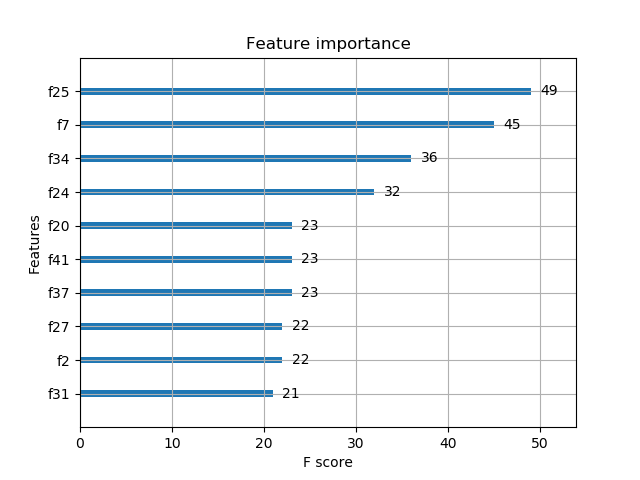 Feature importance
f25 49
f7 45
f34 36
f24 32
f20 23
f41 23
f37 23
f27 22
f2 22
f31 21
Features
0 10 20 30 40 50
F score